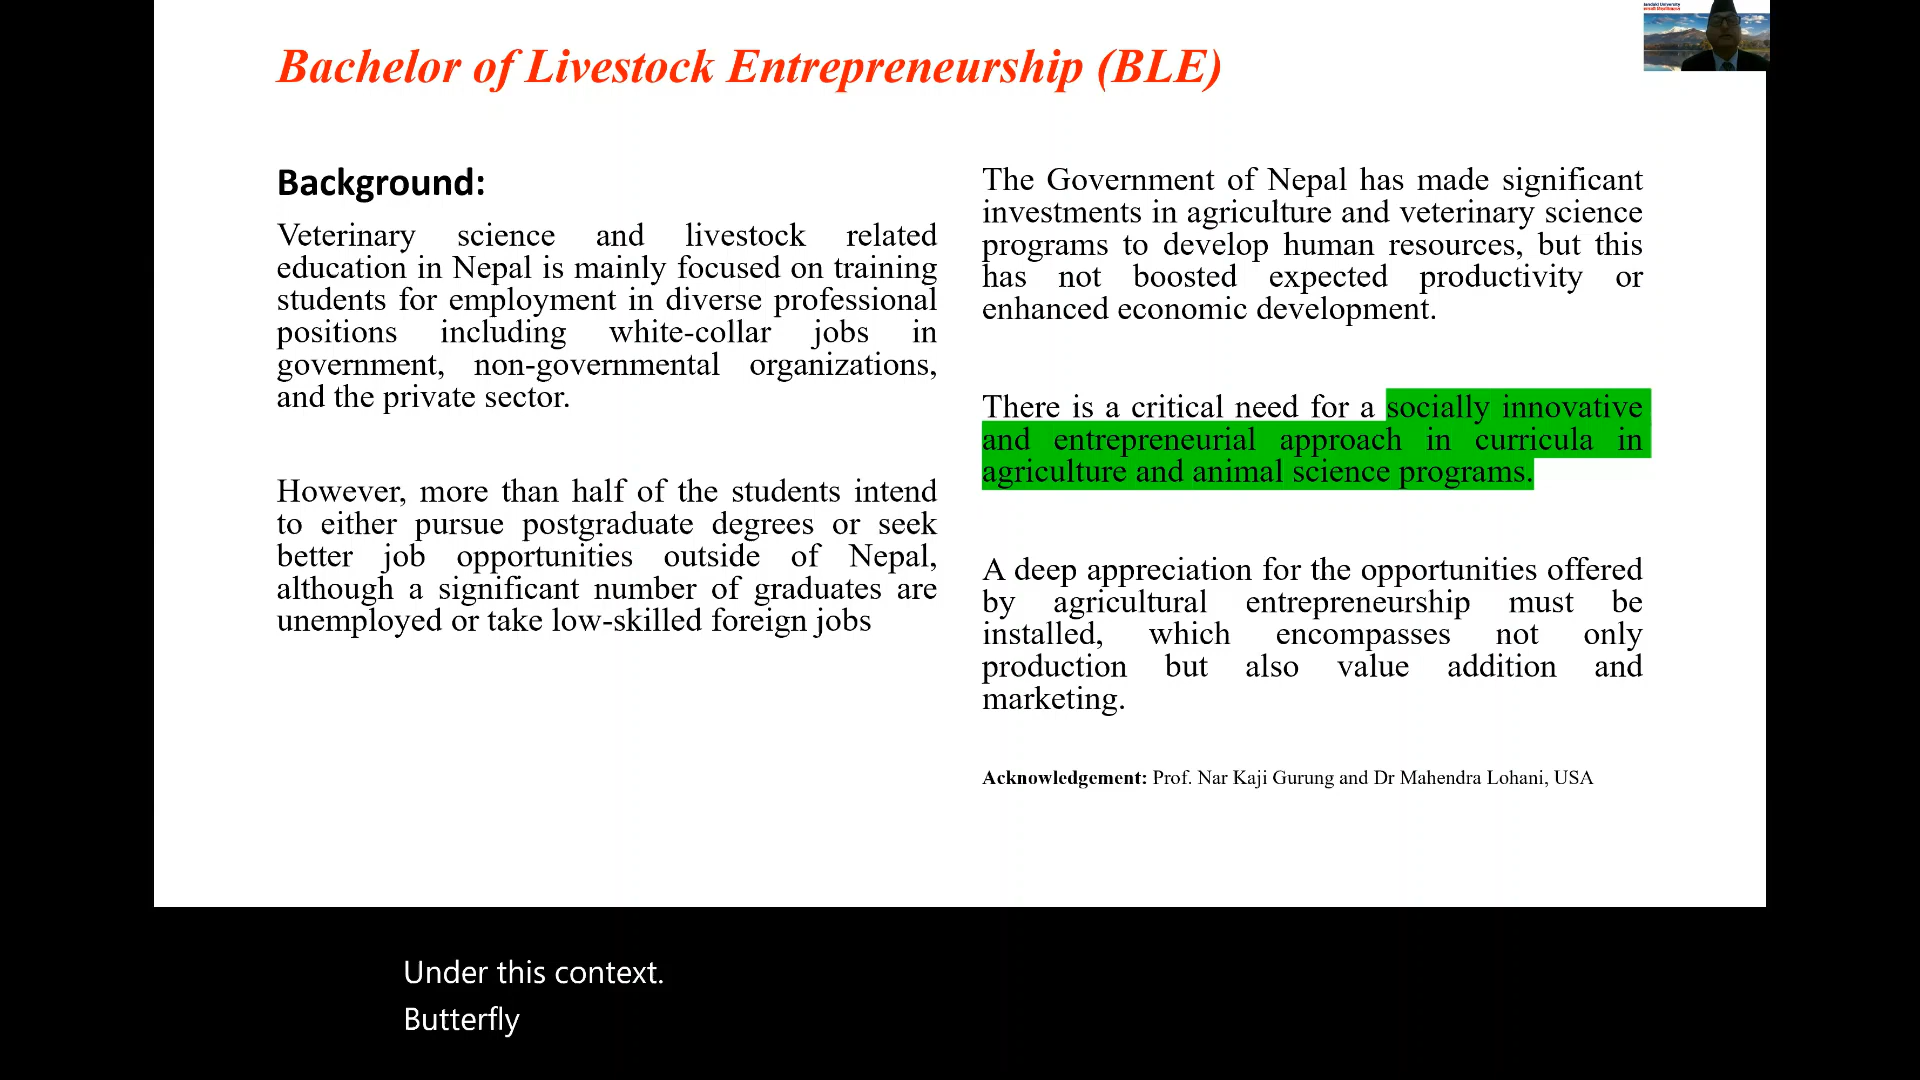 Bachelor of Livestock Entrepreneurship (BLE)
Background:
Veterinary science and livestock related
education in Nepal is mainly focused on training
students for employment in diverse professional
positions including white-collar jobs in
government, non-governmental organizations,
and the private sector.
However, more than half of the students intend
to either pursue postgraduate degrees or seek
better job opportunities outside of Nepal,
although a significant number of graduates are
unemployed or take low-skilled foreign jobs
The Government of Nepal has made significant
investments in agriculture and veterinary science
programs to develop human resources, but this
has not boosted expected productivity or
enhanced economic development.
There is a critical need for a socially innovative
and entrepreneurial approach in curricula in
agriculture and animal science programs.
A deep appreciation for the opportunities offered
by agricultural entrepreneurship must be
installed, which encompasses not only
production but also value addition and
marketing.
Acknowledgement: Prof. Nar Kaji Gurung and Dr Mahendra Lohani, USA
Under this context.
Butterfly